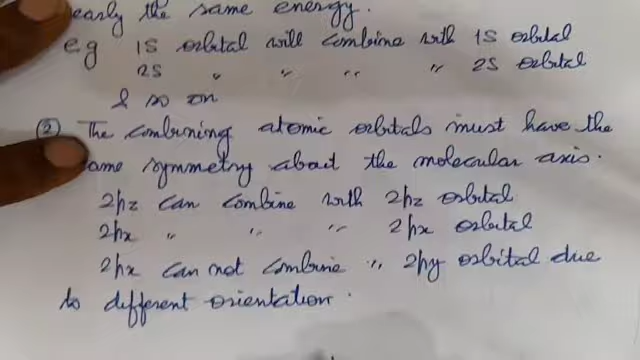 early the same energy.
e.g 1S orbital will combine with 1S orbital
2S " " " " 2S orbital
& so on
② The combining atomic orbitals must have the
ame symmetry about the molecular axis.
2pz can combine with 2pz orbital
2px " " " 2px orbital
2px can not combine " 2py orbital due
to different orientation.